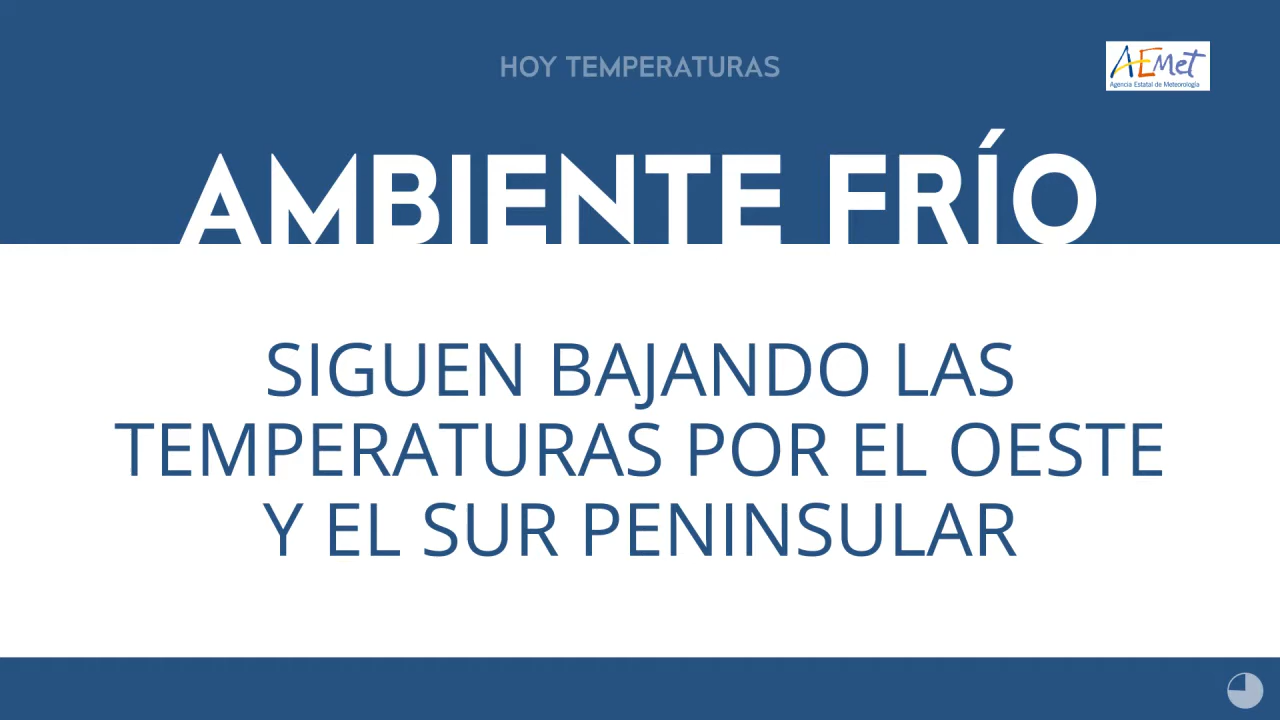 HOY TEMPERATURAS
AEMet
Agencia Estatal de Meteorología
AMBIENTE FRÍO
SIGUEN BAJANDO LAS
TEMPERATURAS POR EL OESTE
Y EL SUR PENINSULAR